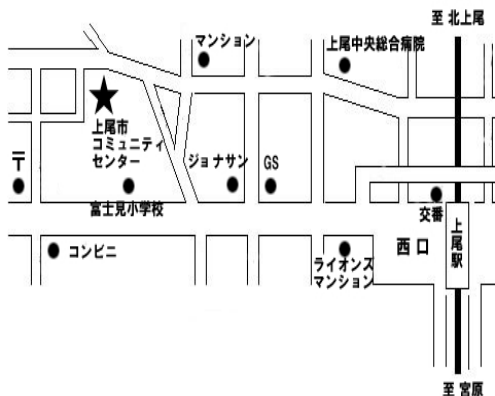 至 北上尾
マンション
上尾中央総合病院
上尾市
コミュニティ
センター
〒
ジョナサン
GS
富士見小学校
交番
コンビニ
ライオンズ
マンション
西口
上尾駅
至 宮原